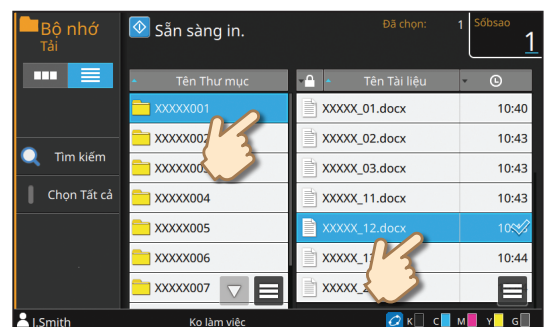 Bộ nhớ
Tải
Sẵn sàng in.
Đã chọn: 1
Sốbsao
1
Tên Thư mục
Tên Tài liệu
XXXXX001
XXXXX_01.docx 10:40
XXXXX002
XXXXX_02.docx 10:43
XXXXX_03.docx 10:43
Tìm kiếm
XXXXX004
XXXXX_11.docx 10:43
Chọn Tất cả
XXXXX005
XXXXX_12.docx
XXXXX006
10:44
XXXXX007
J.Smith
Ko làm việc
K C M Y G